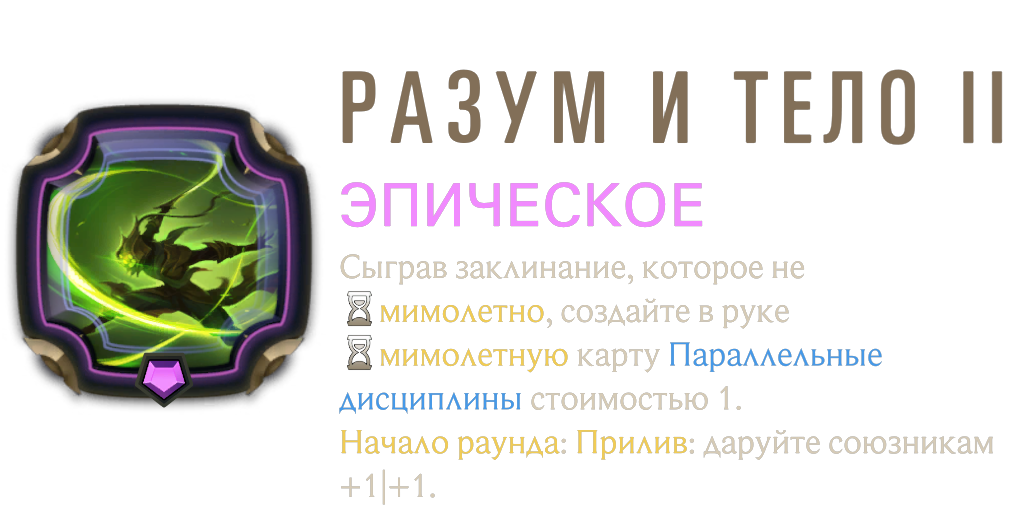 РАЗУМ И ТЕЛО II
ЭПИЧЕСКОЕ
Сыграв заклинание, которое не
мимолетно, создайте в руке
мимолетную карту Параллельные
дисциплины стоимостью 1.
Начало раунда: Прилив: даруйте союзникам
+1|+1.